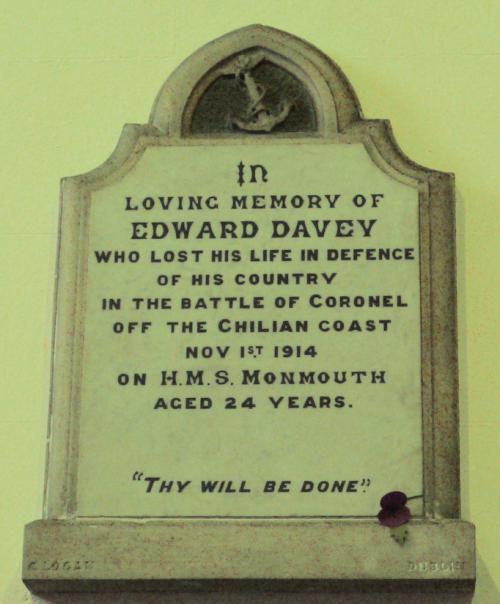 In
LOVING MEMORY OF
EDWARD DAVEY
WHO LOST HIS LIFE IN DEFENCE
OF HIS COUNTRY
IN THE BATTLE OF CORONEL
OFF THE CHILIAN COAST
NOV 1ST 1914
ON H.M.S. MONMOUTH
AGED 24 YEARS.
"THY WILL BE DONE".
C LOGAN DUBLIN